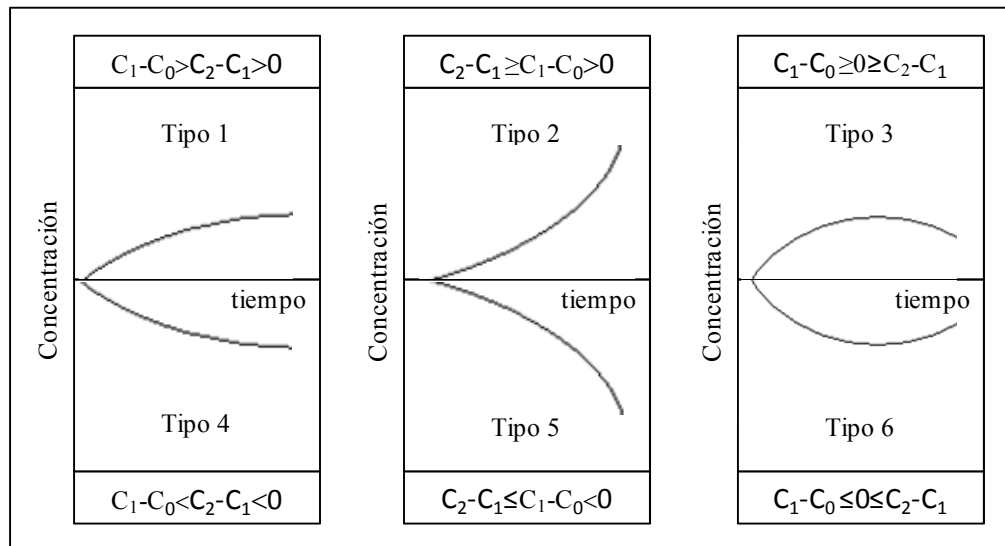 C₁-C₀>C₂-C₁>0
Tipo 1
Concentración
tiempo
Tipo 4
C₁-C₀<C₂-C₁<0
C₂-C₁≥C₁-C₀>0
Tipo 2
Concentración
tiempo
Tipo 5
C₂-C₁≤C₁-C₀<0
C₁-C₀≥0≥C₂-C₁
Tipo 3
Concentración
tiempo
Tipo 6
C₁-C₀≤0≤C₂-C₁